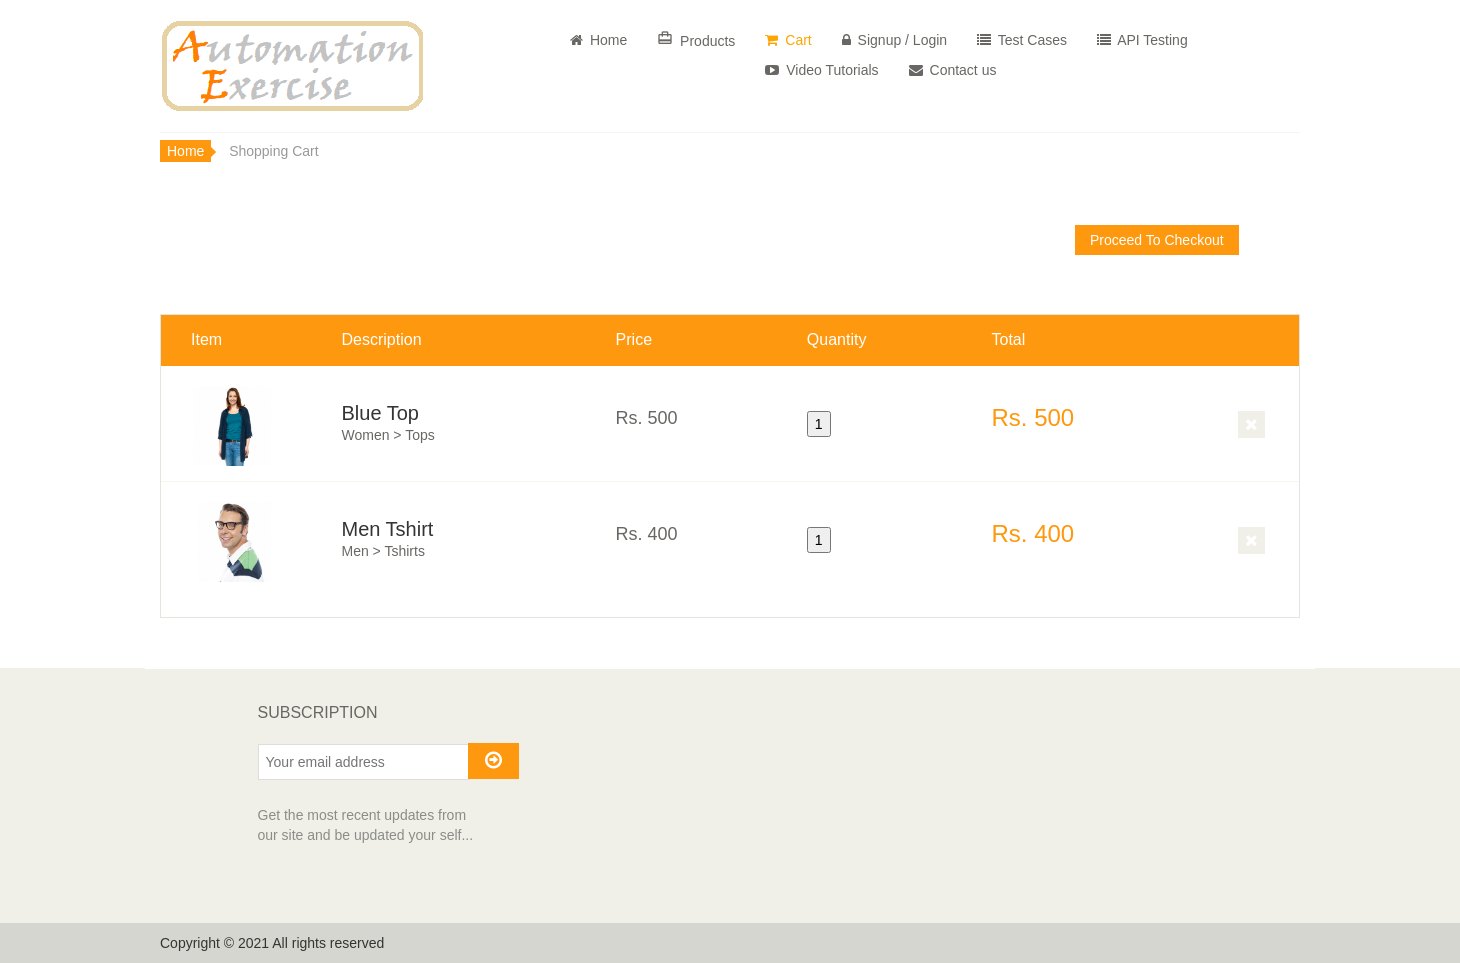 Automation
Exercise
Home
Products
Cart
Signup / Login
Test Cases
API Testing
Video Tutorials
Contact us
Home
Shopping Cart
Proceed To Checkout
Item Description Price Quantity Total
Blue Top
Women > Tops
Rs. 500
1
Rs. 500
Men Tshirt
Men > Tshirts
Rs. 400
1
Rs. 400
SUBSCRIPTION
Your email address
Get the most recent updates from
our site and be updated your self...
Copyright © 2021 All rights reserved